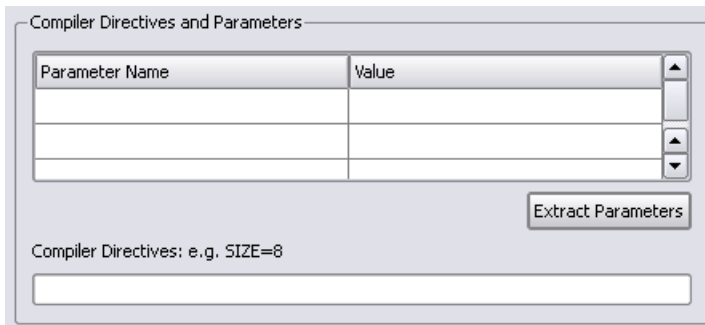 Compiler Directives and Parameters
Parameter Name Value
Extract Parameters
Compiler Directives: e.g. SIZE=8